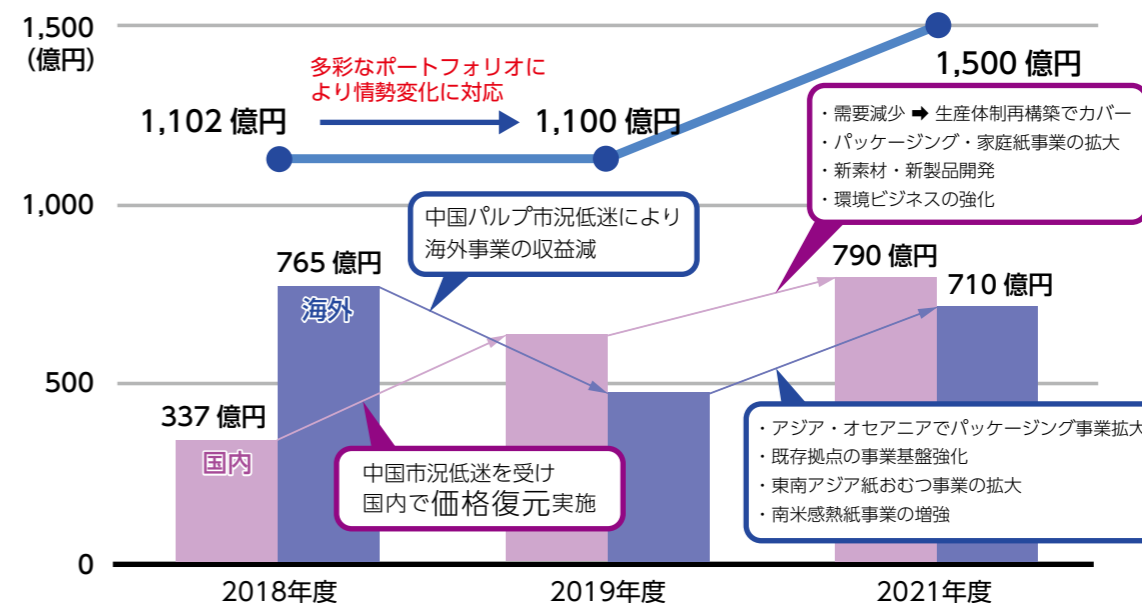 1,500
(億円)
1,000
500
0
多彩なポートフォリオに
より情勢変化に対応
1,102 億円
1,100 億円
1,500 億円
・需要減少 ➡ 生産体制再構築でカバー
・パッケージング・家庭紙事業の拡大
・新素材・新製品開発
・環境ビジネスの強化
中国パルプ市況低迷により
海外事業の収益減
765 億円
海外
790 億円
710 億円
337 億円
国内
中国市況低迷を受け
国内で価格復元実施
・アジア・オセアニアでパッケージング事業拡大
・既存拠点の事業基盤強化
・東南アジア紙おむつ事業の拡大
・南米感熱紙事業の増強
2018年度
2019年度
2021年度